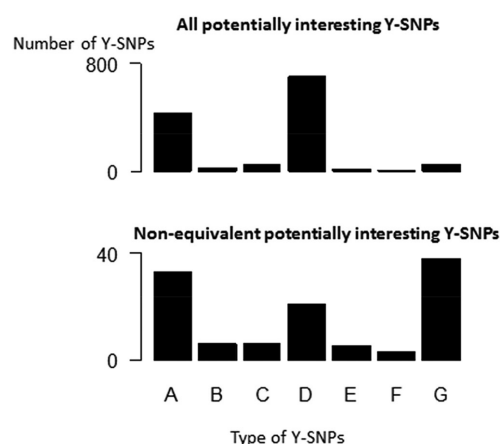 All potentially interesting Y-SNPs
Number of Y-SNPs
800
0
Non-equivalent potentially interesting Y-SNPs
40
0
A B C D E F G
Type of Y-SNPs